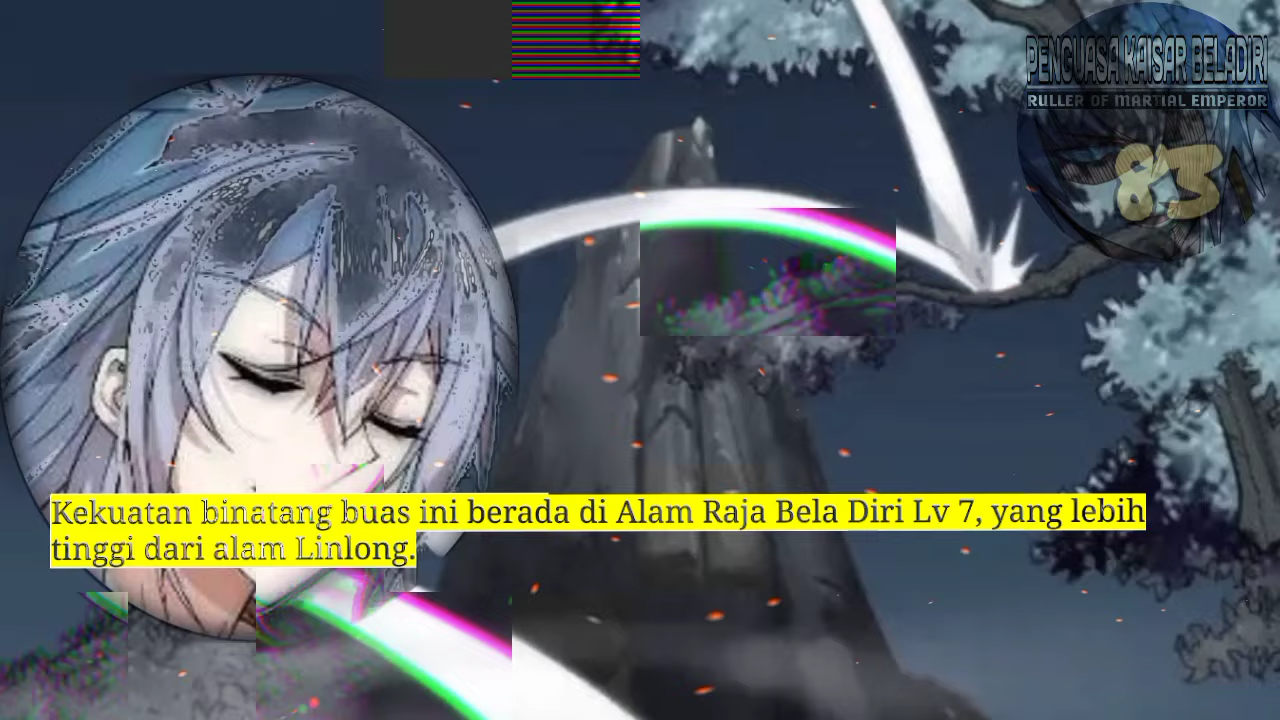 PENGUASA KAISAR BELADIRI
RULLER OF MARTIAL EMPEROR
83
Kekuatan binatang buas ini berada di Alam Raja Bela Diri Lv 7, yang lebih
tinggi dari alam Linlong.